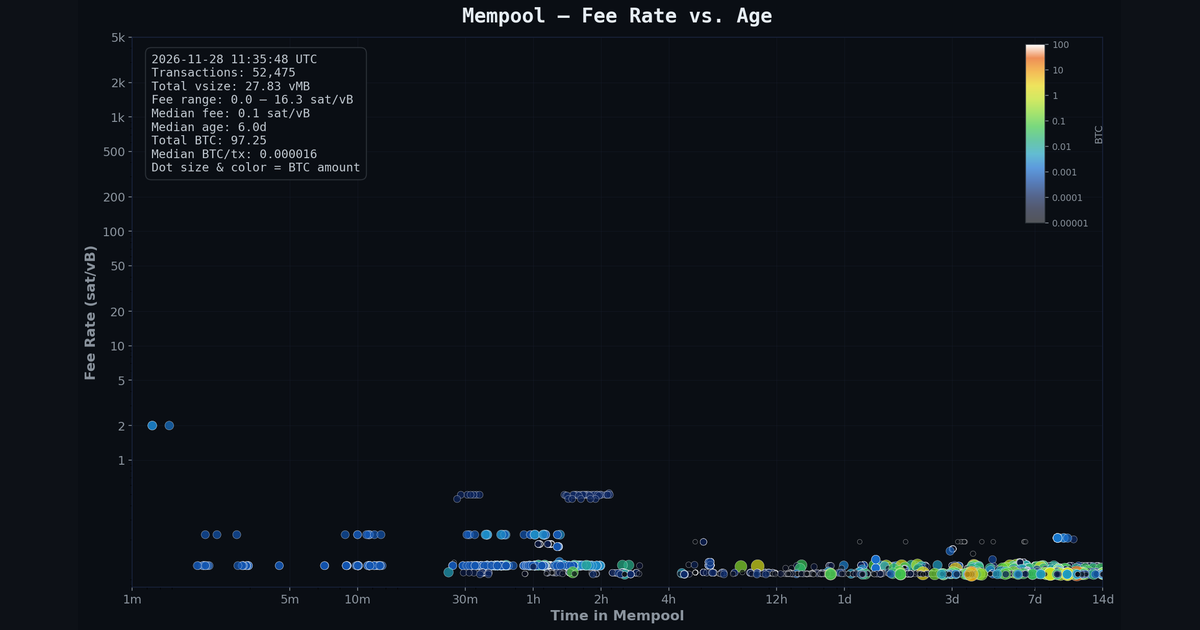 Mempool — Fee Rate vs. Age
5k
2k
1k
500
200
100
50
20
10
5
2
1
Fee Rate (sat/vB)
2026-11-28 11:35:48 UTC
Transactions: 52,475
Total vsize: 27.83 vMB
Fee range: 0.0 — 16.3 sat/vB
Median fee: 0.1 sat/vB
Median age: 6.0d
Total BTC: 97.25
Median BTC/tx: 0.000016
Dot size & color = BTC amount
100
10
1
0.1
0.01
0.001
0.0001
0.00001
BTC
1m
5m
10m
30m
1h
2h
4h
12h
1d
3d
7d
14d
Time in Mempool